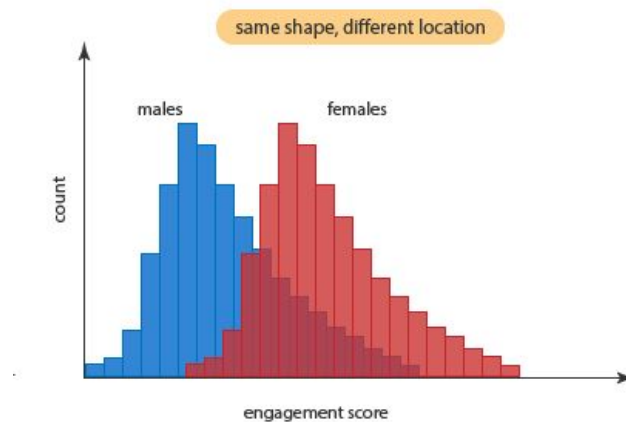 same shape, different location
males
females
count
engagement score